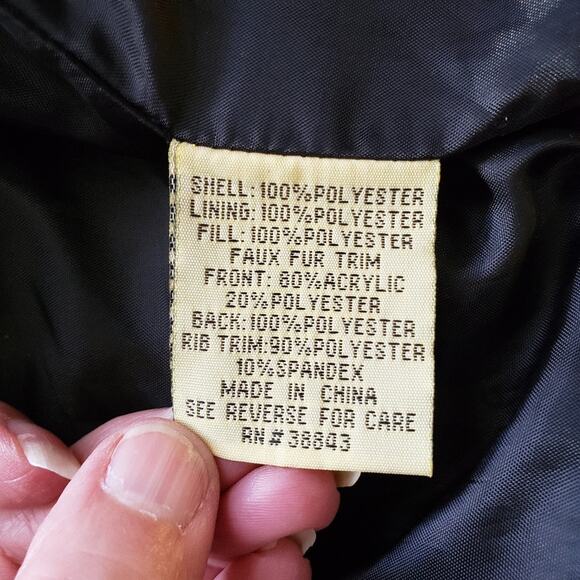 SHELL: 100% POLYESTER
LINING: 100% POLYESTER
FILL: 100% POLYESTER
FAUX FUR TRIM
FRONT: 80% ACRYLIC
20% POLYESTER
BACK: 100% POLYESTER
RIB TRIM: 90% POLYESTER
10% SPANDEX
MADE IN CHINA
SEE REVERSE FOR CARE
RN# 38843